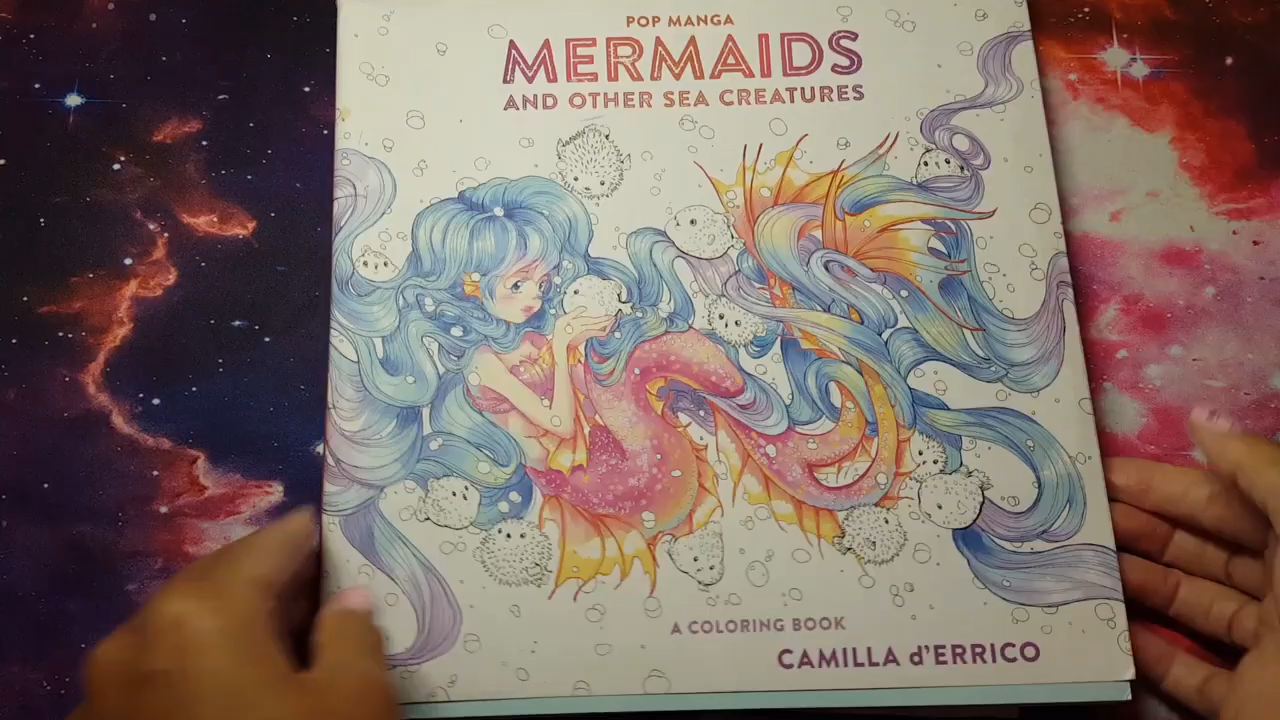 POP MANGA
MERMAIDS
AND OTHER SEA CREATURES
A COLORING BOOK
CAMILLA d'ERRICO